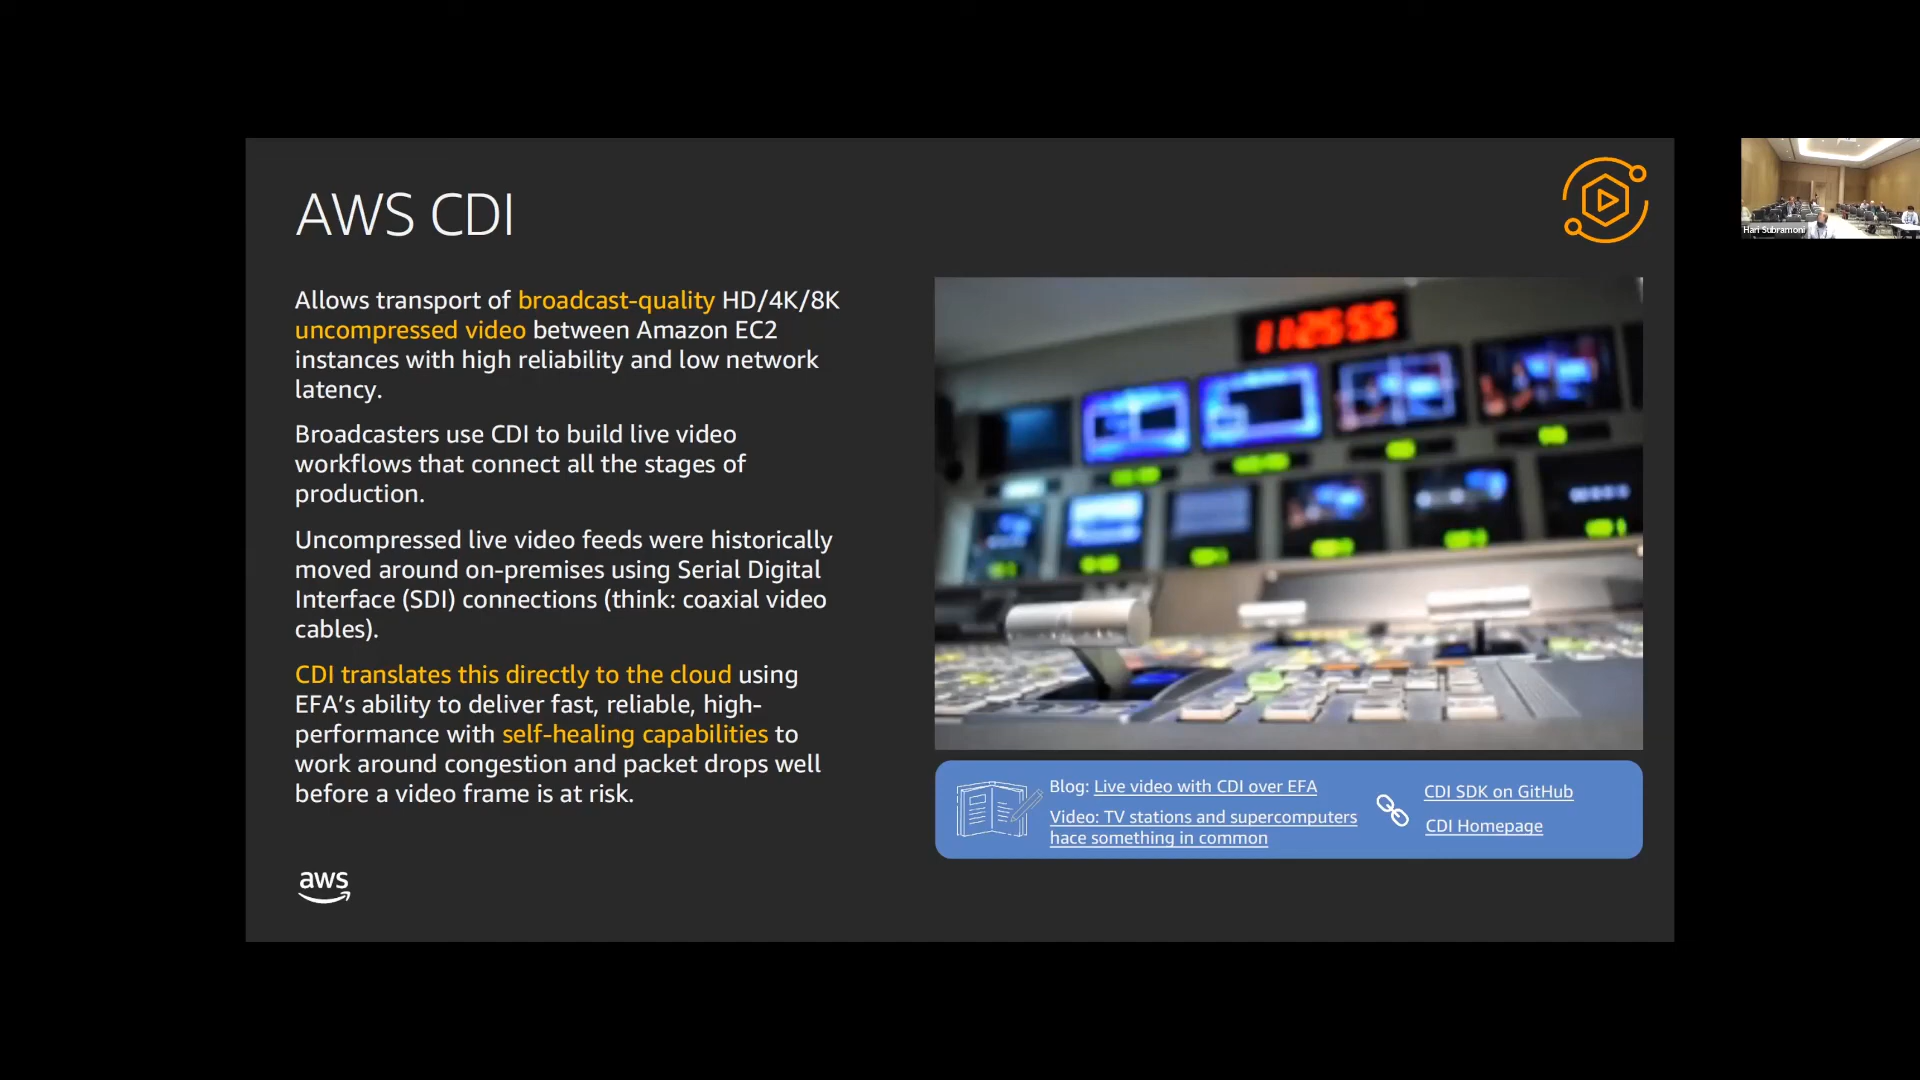 AWS CDI
Allows transport of broadcast-quality HD/4K/8K
uncompressed video between Amazon EC2
instances with high reliability and low network
latency.
Broadcasters use CDI to build live video
workflows that connect all the stages of
production.
Uncompressed live video feeds were historically
moved around on-premises using Serial Digital
Interface (SDI) connections (think: coaxial video
cables).
CDI translates this directly to the cloud using
EFA’s ability to deliver fast, reliable, high-
performance with self-healing capabilities to
work around congestion and packet drops well
before a video frame is at risk.
aws
11:25:55
Blog: Live video with CDI over EFA
Video: TV stations and supercomputers
hace something in common
CDI SDK on GitHub
CDI Homepage
Hari Subramoni